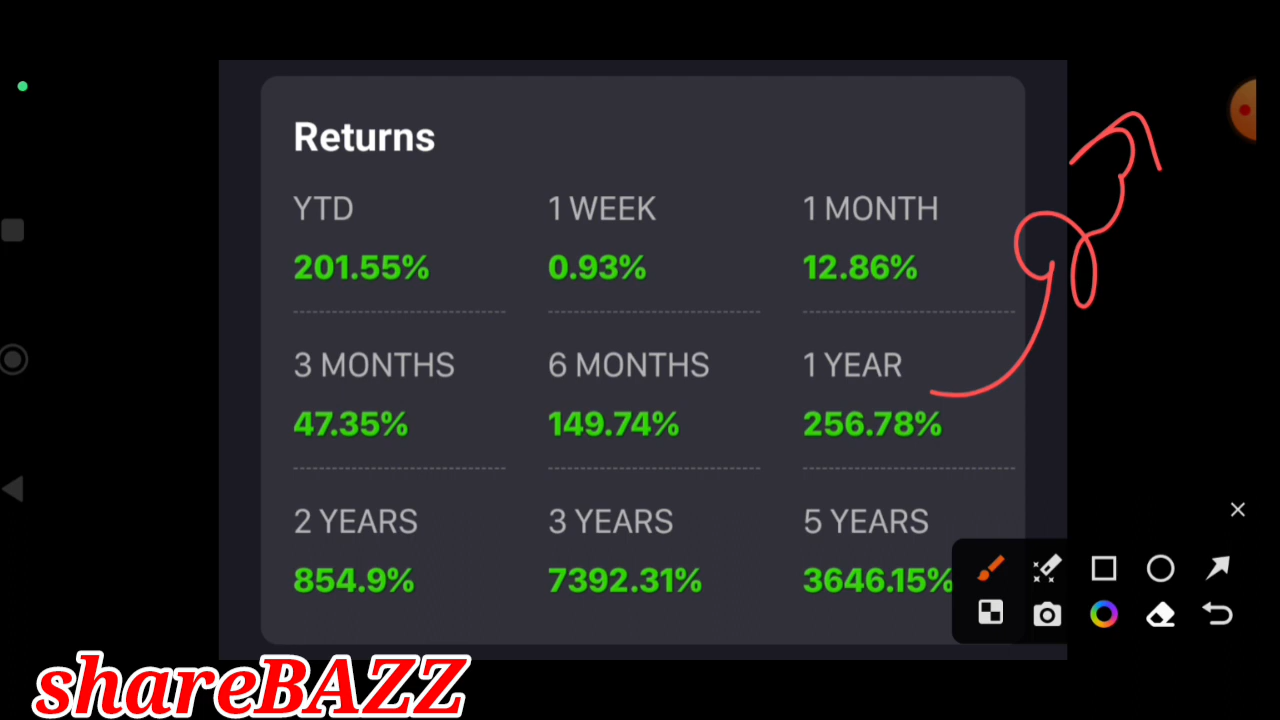 Returns
YTD 1 WEEK 1 MONTH
201.55% 0.93% 12.86%
3 MONTHS 6 MONTHS 1 YEAR
47.35% 149.74% 256.78%
2 YEARS 3 YEARS 5 YEARS
854.9% 7392.31% 3646.15%
shareBAZZ